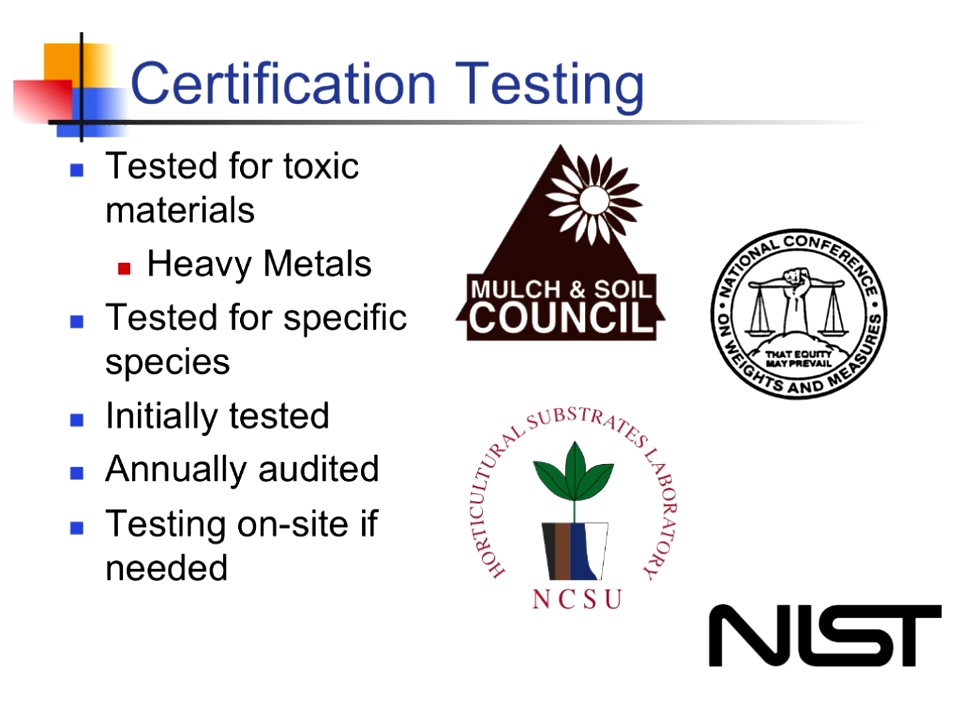 Certification Testing
Tested for toxic
materials
Heavy Metals
Tested for specific
species
Initially tested
Annually audited
Testing on-site if
needed
MULCH & SOIL
COUNCIL
NATIONAL CONFERENCE
ON WEIGHTS AND MEASURES
THAT EQUITY
MAY PREVAIL
HORTICULTURAL SUBSTRATES LABORATORY
NCSU
NIST